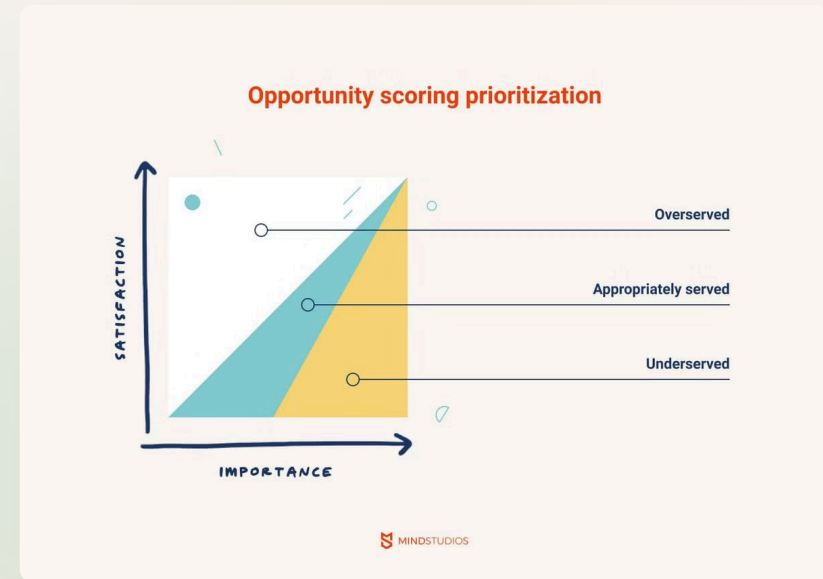 Opportunity scoring prioritization
SATISFACTION
Overserved
Appropriately served
Underserved
IMPORTANCE
MINDSTUDIOS